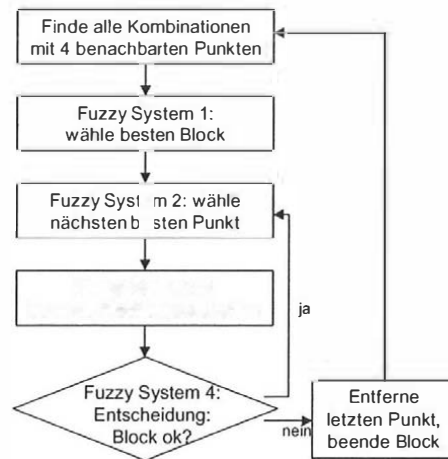 Finde alle Kombinationen
mit 4 benachbarten Punkten
Fuzzy System 1:
wähle besten Block
Fuzzy System 2: wähle
nächsten Punkt
ja
Fuzzy System 4:
Entscheidung:
Block ok?
nein
Entferne
letzten Punkt,
beende Block